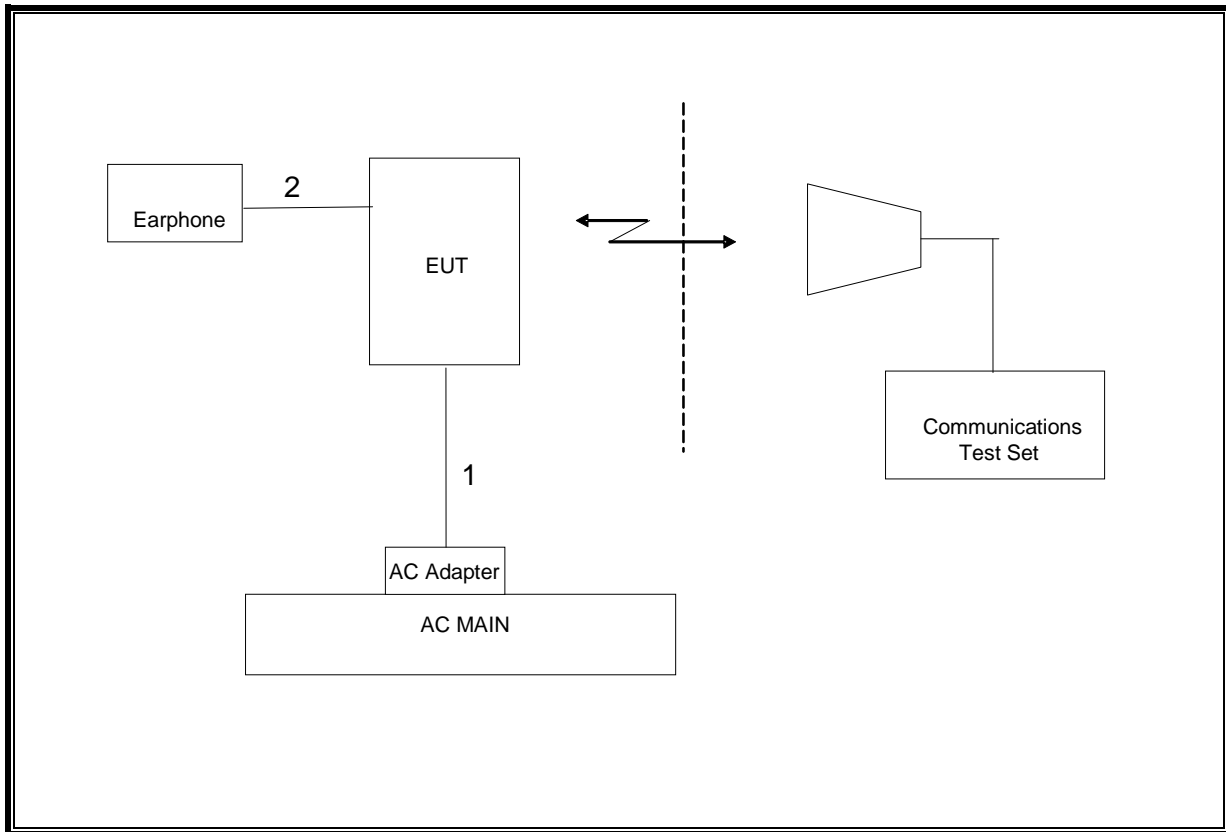 2
Earphone
EUT
Communications
Test Set
1
AC Adapter
AC MAIN